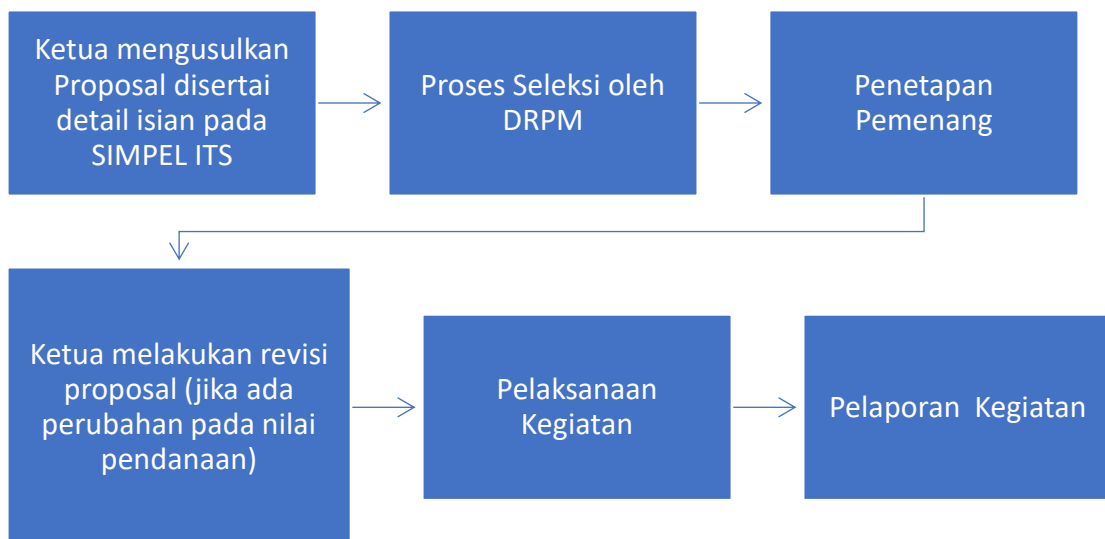 Ketua mengusulkan
Proposal disertai
detail isian pada
SIMPEL ITS
Proses Seleksi oleh
DRPM
Penetapan
Pemenang
Ketua melakukan revisi
proposal (jika ada
perubahan pada nilai
pendanaan)
Pelaksanaan
Kegiatan
Pelaporan Kegiatan